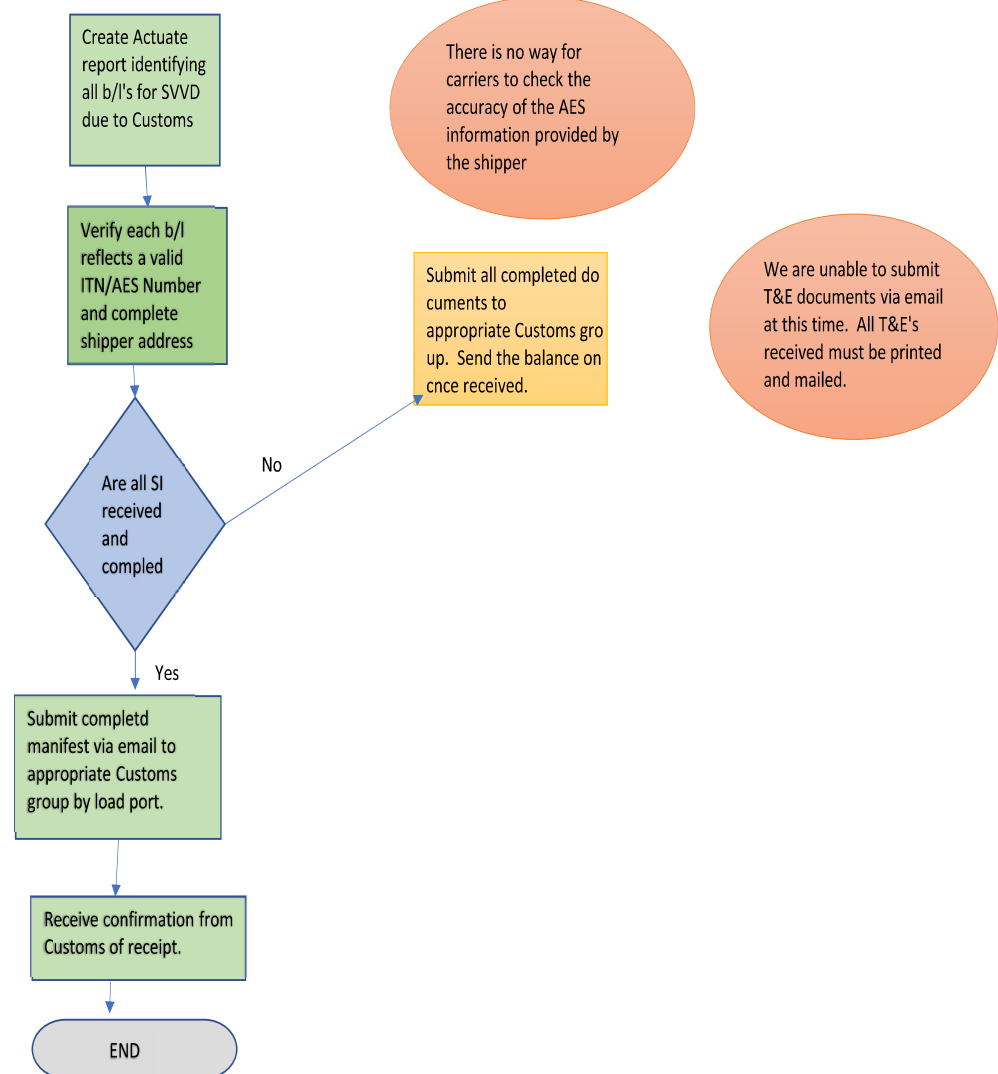 Create Actuate
report identifying
all b/l's for SVVD
due to Customs
There is no way for
carriers to check the
accuracy of the AES
information provided by
the shipper
Verify each b/l
reflects a valid
ITN/AES Number
and complete
shipper address
Submit all completed do
cuments to
appropriate Customs gro
up.  Send the balance on
cnce received.
We are unable to submit
T&E documents via email
at this time.  All T&E's
received must be printed
and mailed.
No
Are all SI
received
and
compled
Yes
Submit completd
manifest via email to
appropriate Customs
group by load port.
Receive confirmation from
Customs of receipt.
END